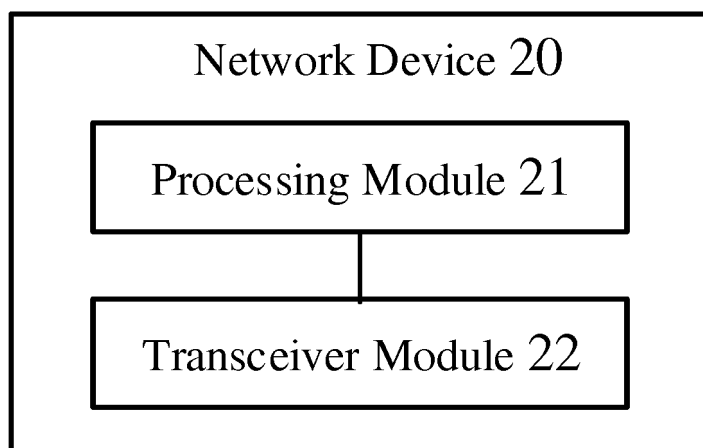 Network Device 20
Processing Module 21
Transceiver Module 22